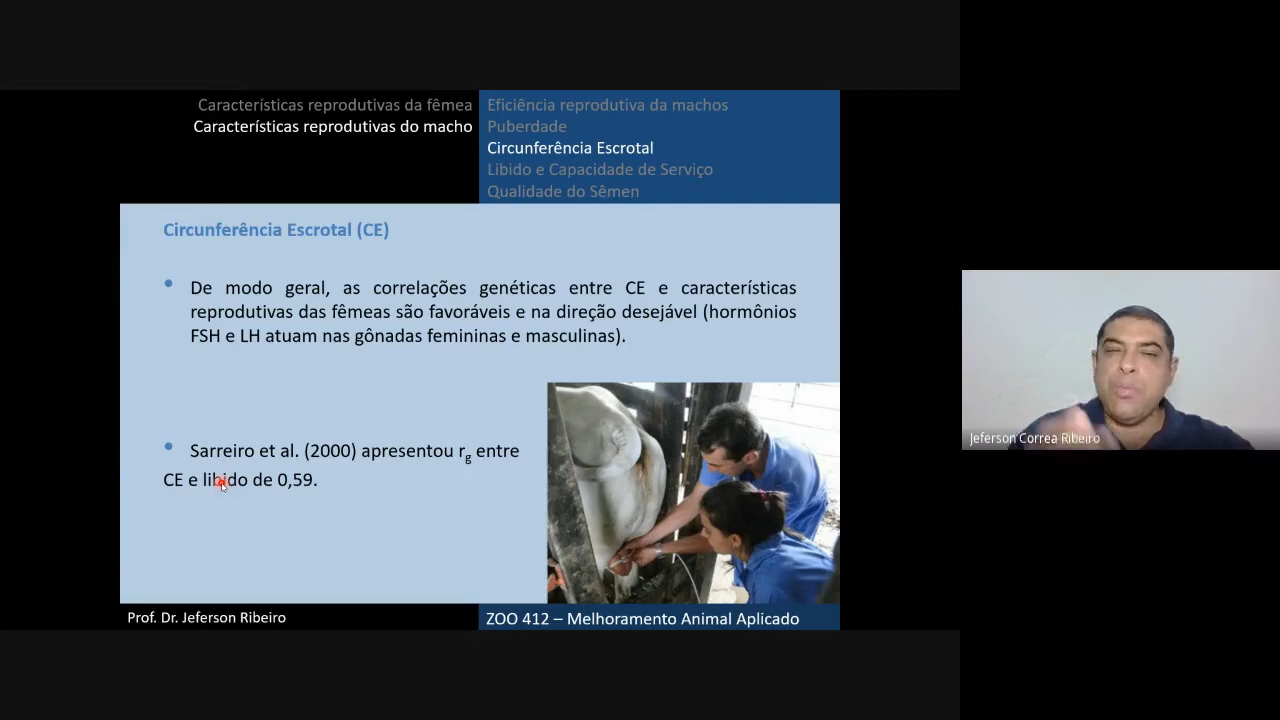 Características reprodutivas da fêmea
Características reprodutivas do macho
Eficiência reprodutiva da machos
Puberdade
Circunferência Escrotal
Libido e Capacidade de Serviço
Qualidade do Sêmen
Circunferência Escrotal (CE)
• De modo geral, as correlações genéticas entre CE e características
reprodutivas das fêmeas são favoráveis e na direção desejável (hormônios
FSH e LH atuam nas gônadas femininas e masculinas).
• Sarreiro et al. (2000) apresentou rg entre
CE e libido de 0,59.
Jeferson Correa Ribeiro
Prof. Dr. Jeferson Ribeiro
ZOO 412 – Melhoramento Animal Aplicado